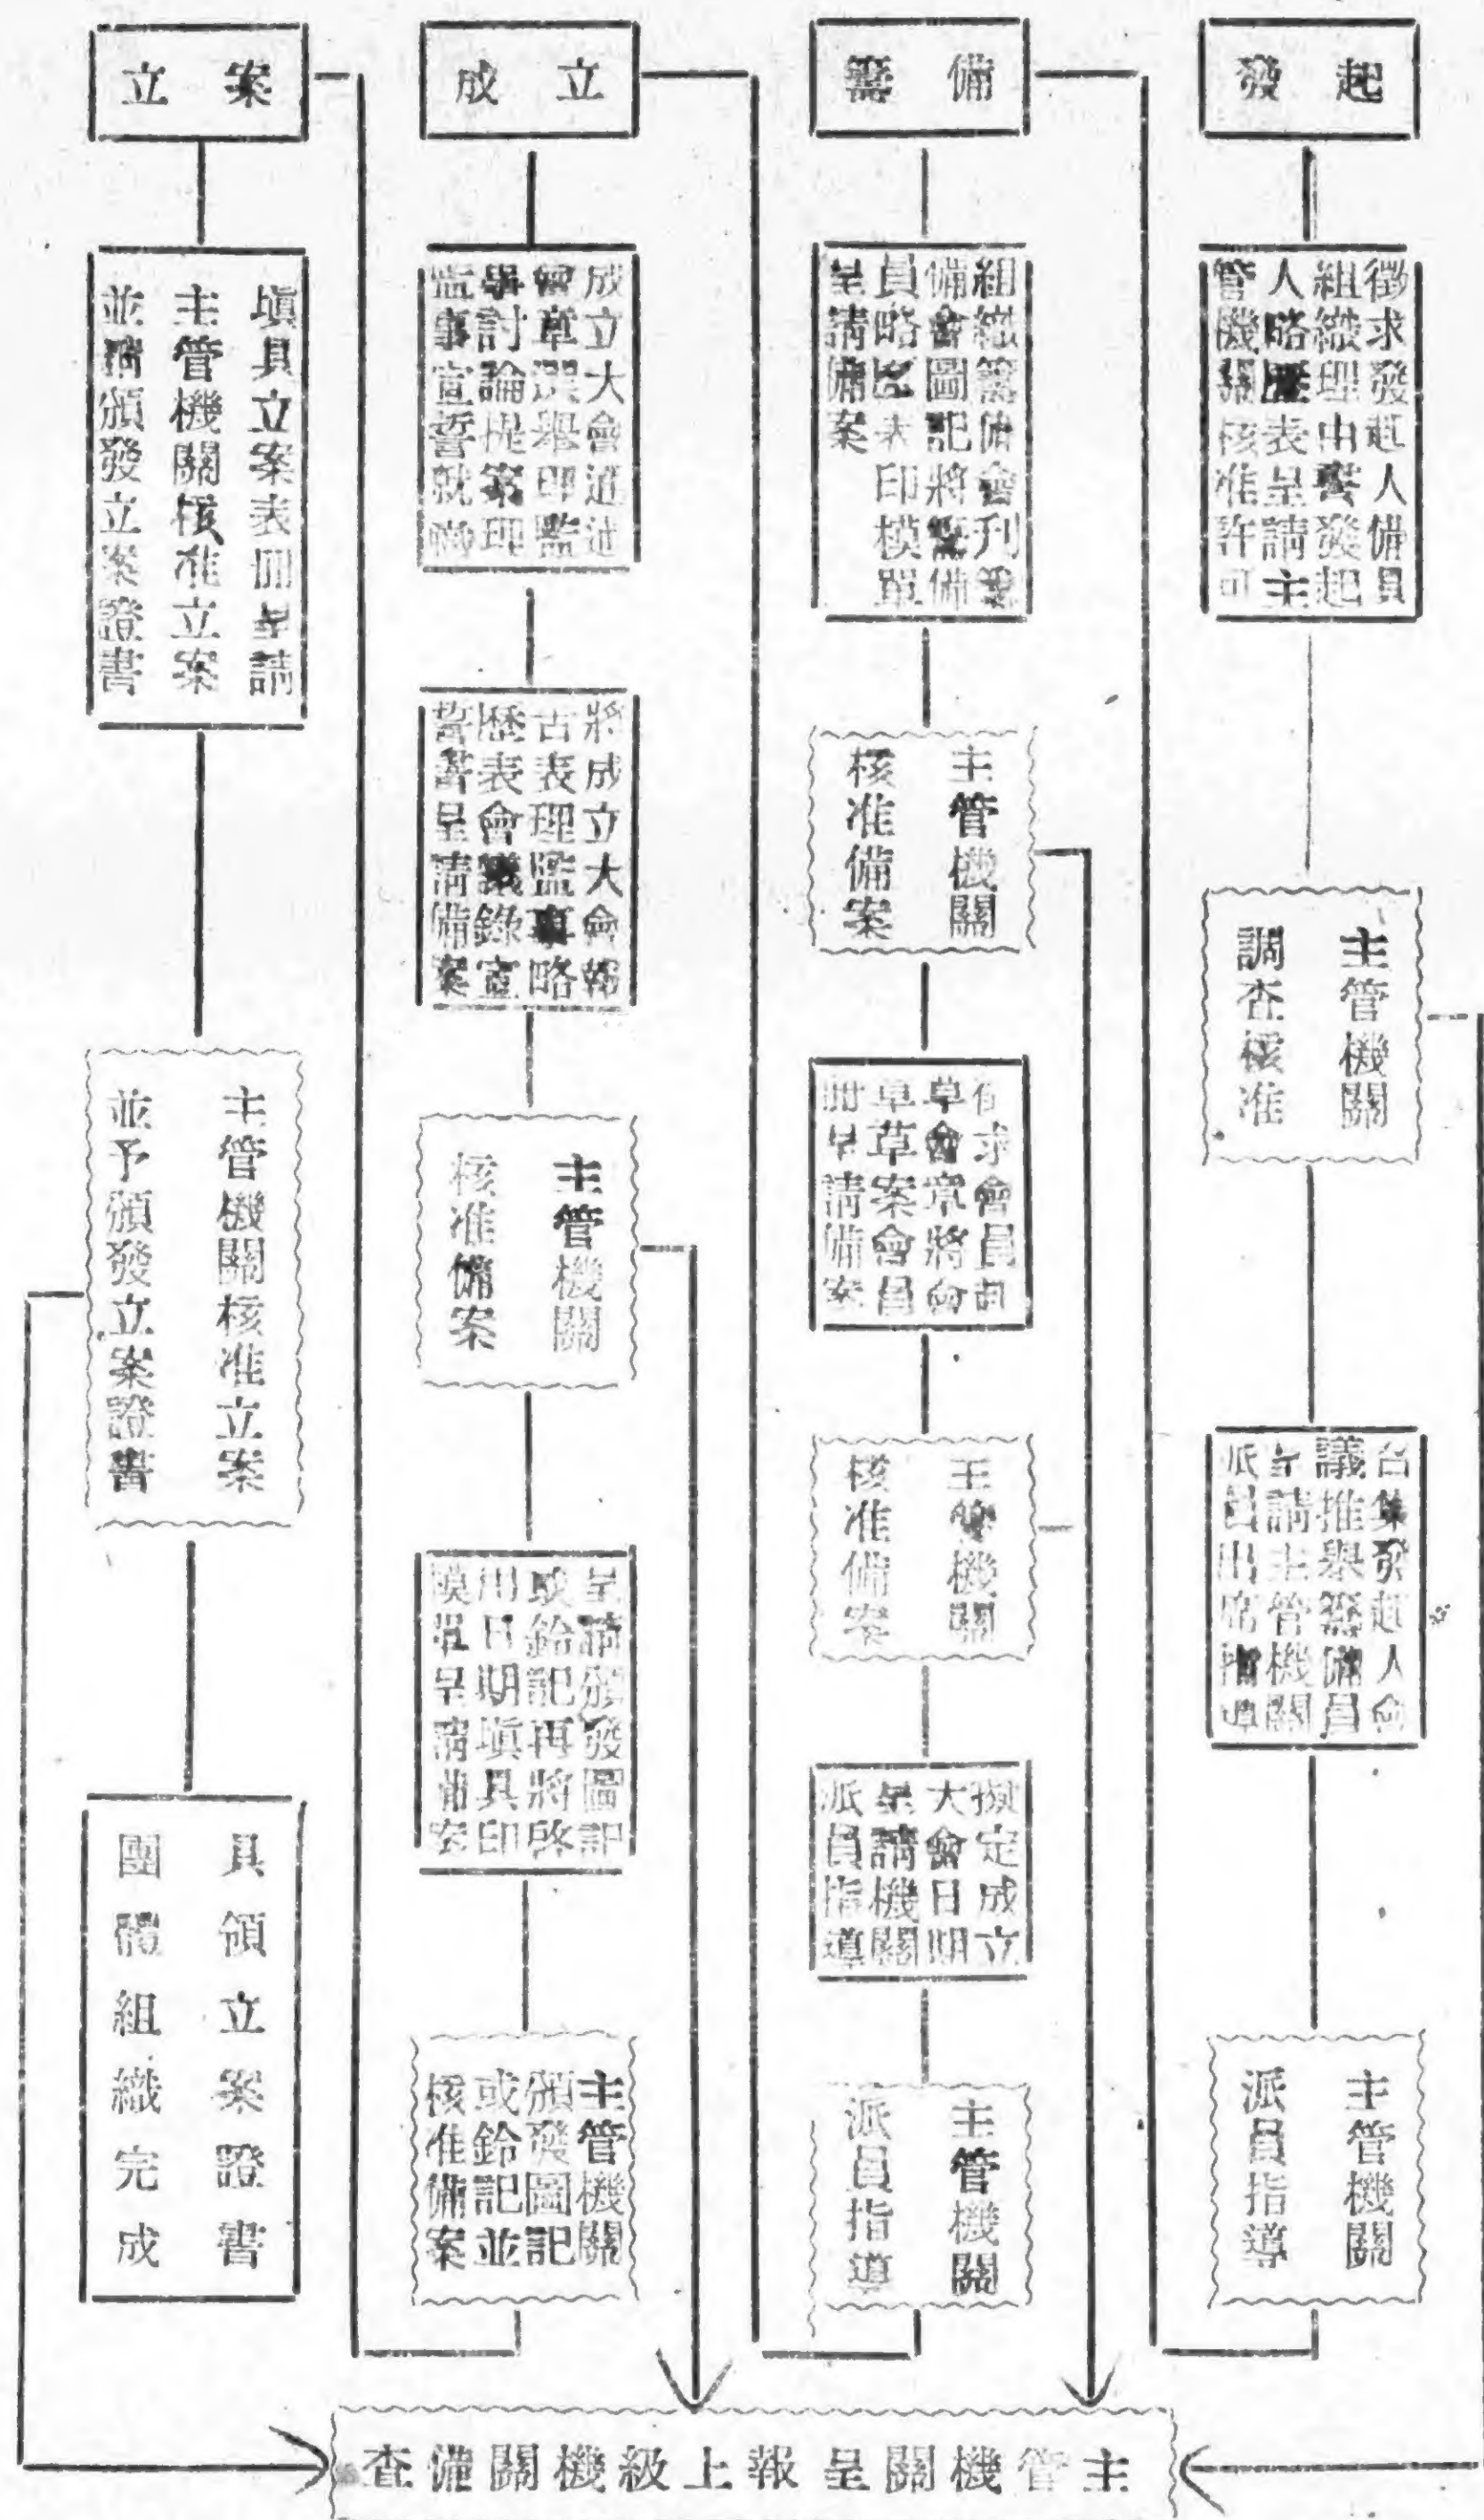 發起
徵求發起人備具
組織理由書發起
人略歷表呈請主
管機關核准許可
主管機關
調查核准
召集發起人會
議推舉籌備員
呈請主管機關
派員出席指導
主管機關
派員指導
籌備
組織籌備會刊籌
備會圖記將籌備
員略歷表印模單
呈請備案
主管機關
核准備案
徵求會員訂
草會章將會
章草案會員
冊呈請備案
主管機關
核准備案
擬定成立
大會日期
呈請機關
派員指導
主管機關
派員指導
成立
成立大會通過
會章選舉理監
事討論提案理
監事宣誓就職
將成立大會報
告表理監事略
歷表會議錄宣
誓書呈請備案
主管機關
核准備案
呈請頒發圖記
或鈐記再將啓
用日期填具印
模單呈請備案
主管機關
頒發圖記
或鈐記並
核准備案
立案
塡具立案表冊呈請
主管機關核准立案
並請頒發立案證書
主管機關核准立案
並予頒發立案證書
具領立案證書
團體組織完成
主管機關呈報上級機關備查